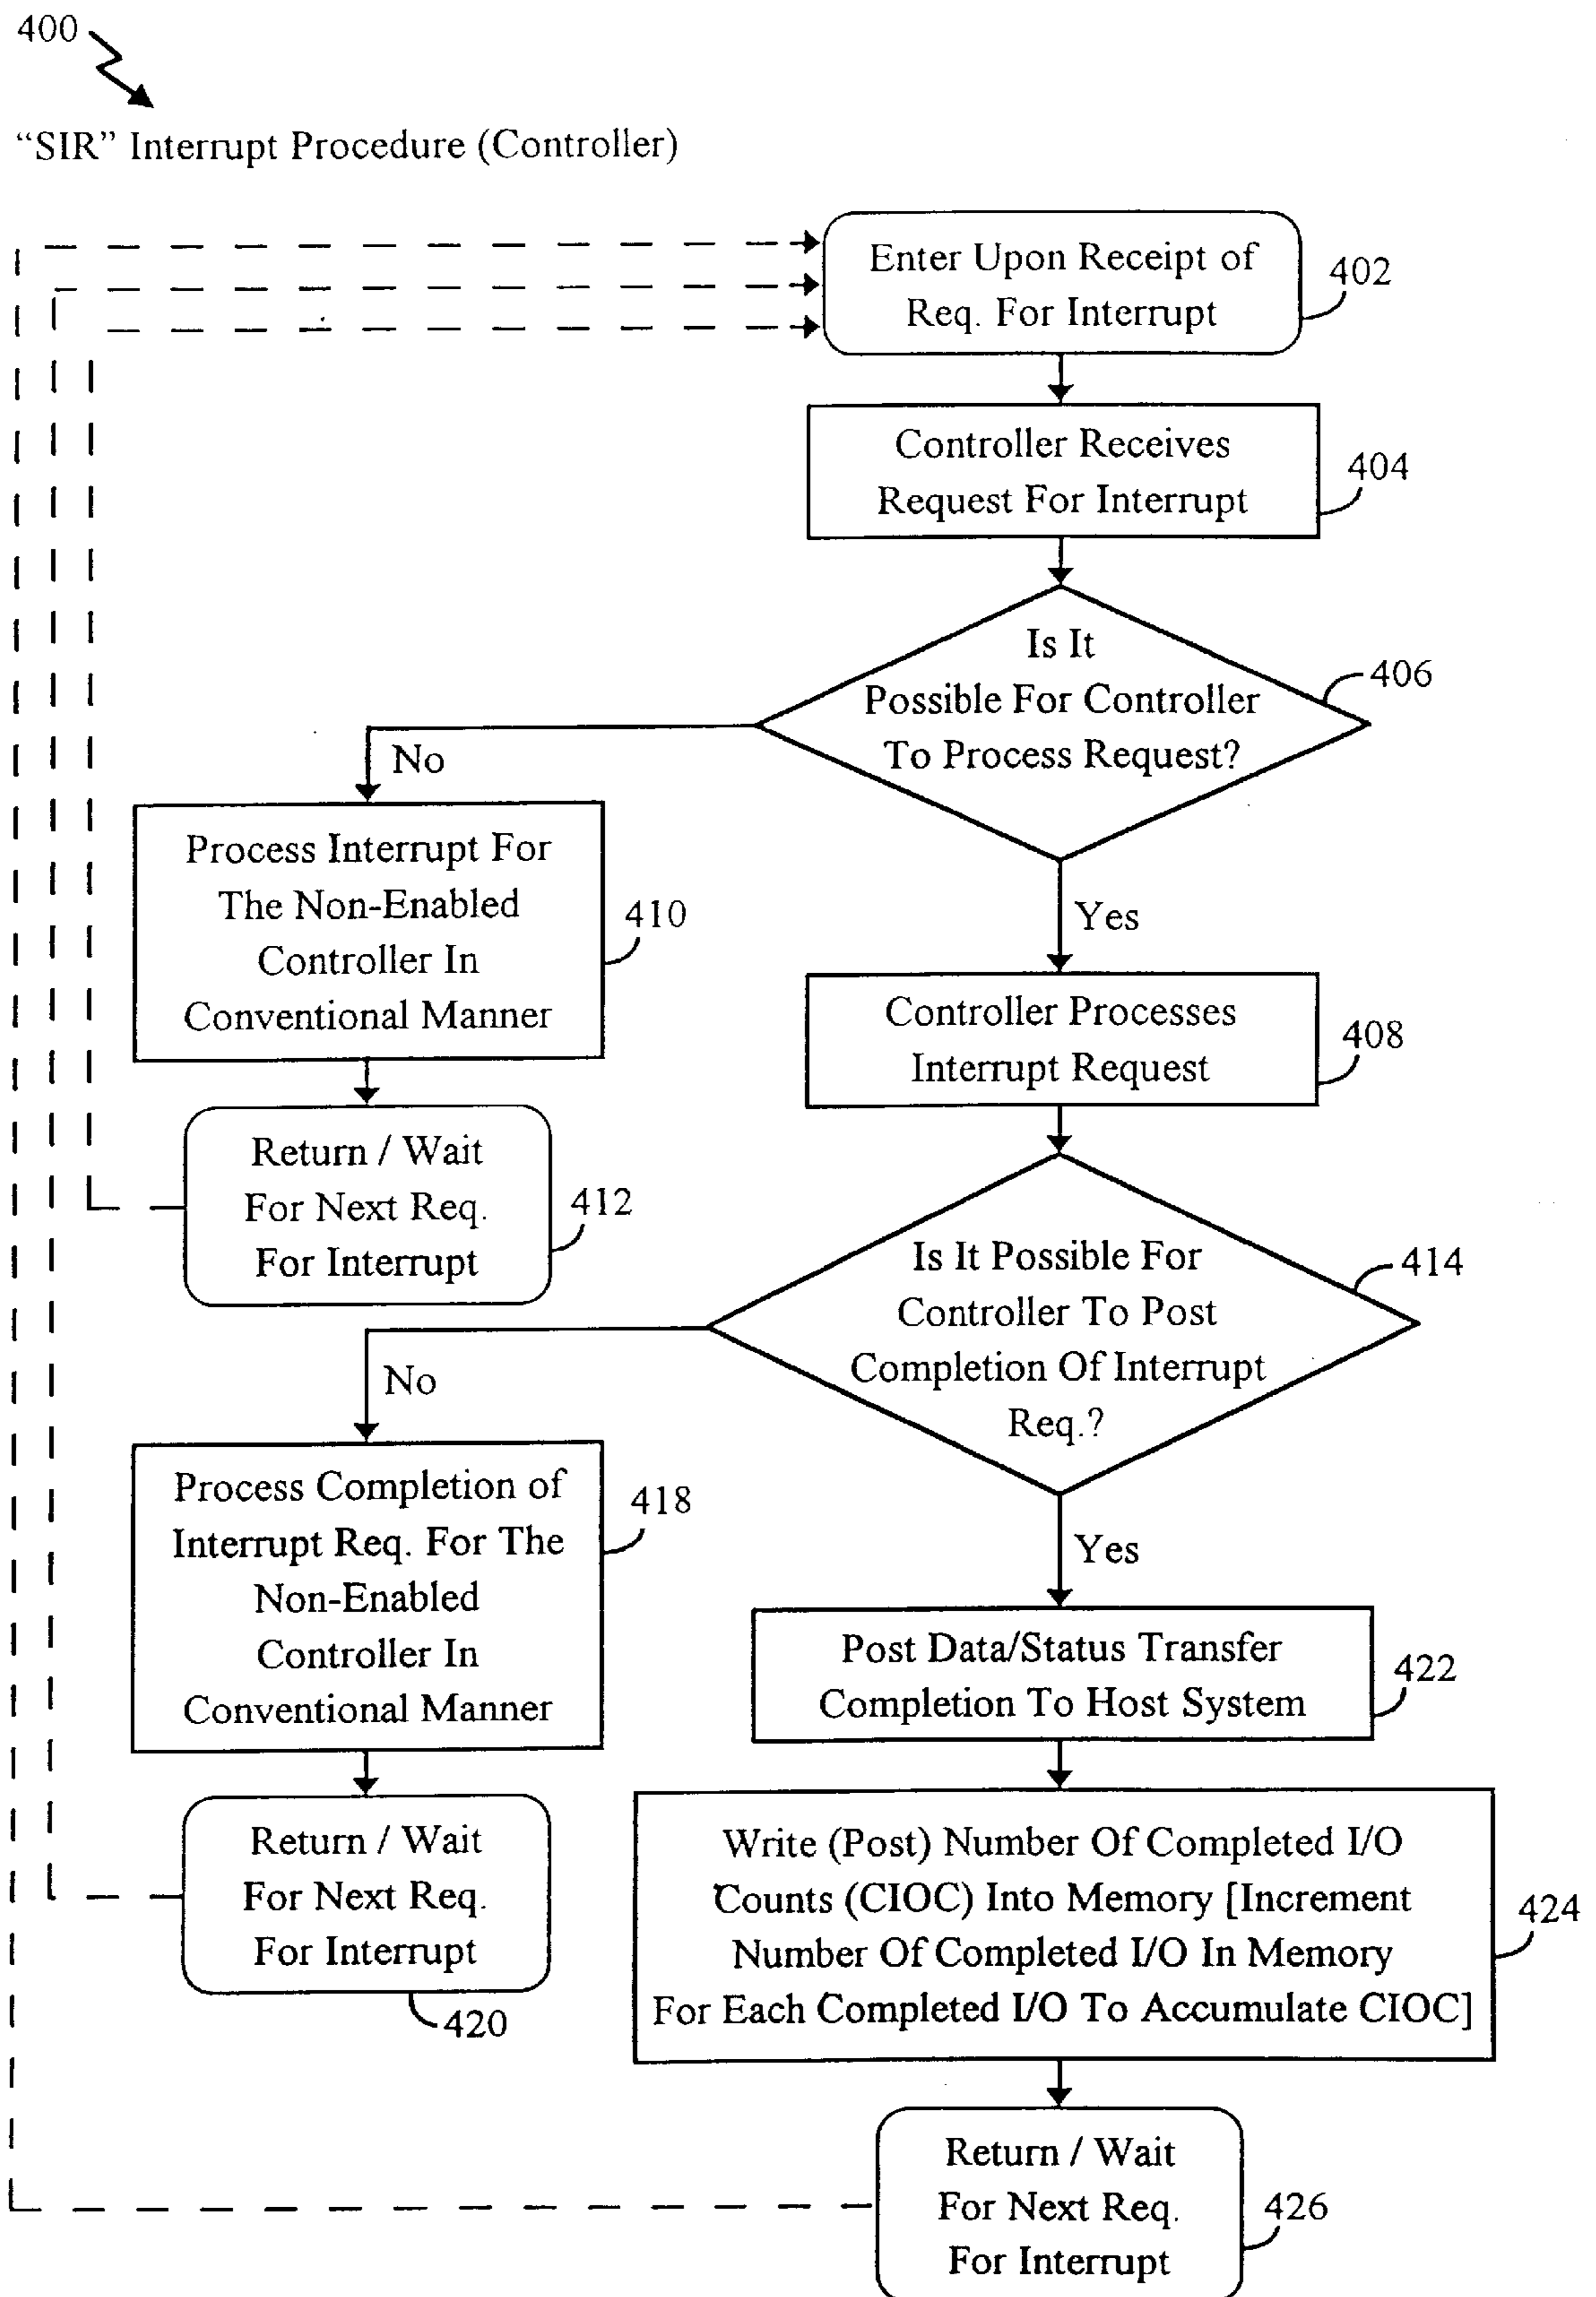 400
“SIR” Interrupt Procedure (Controller)
Enter Upon Receipt of
Req. For Interrupt
402
Controller Receives
Request For Interrupt
404
Is It
Possible For Controller
To Process Request?
406
No
Yes
Process Interrupt For
The Non-Enabled
Controller In
Conventional Manner
410
Controller Processes
Interrupt Request
408
Return / Wait
For Next Req.
For Interrupt
412
Is It Possible For
Controller To Post
Completion Of Interrupt
Req.?
414
No
Yes
Process Completion of
Interrupt Req. For The
Non-Enabled
Controller In
Conventional Manner
418
Post Data/Status Transfer
Completion To Host System
422
Return / Wait
For Next Req.
For Interrupt
420
Write (Post) Number Of Completed I/O
Counts (CIOC) Into Memory [Increment
Number Of Completed I/O In Memory
For Each Completed I/O To Accumulate CIOC]
424
Return / Wait
For Next Req.
For Interrupt
426